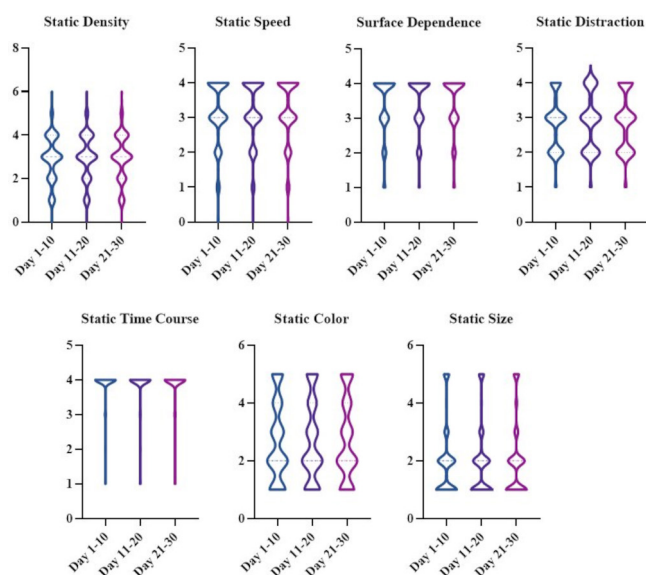 Static Density
8
6
4
2
0
Day 1-10
Day 11-20
Day 21-30
Static Speed
5
4
3
2
1
0
Day 1-10
Day 11-20
Day 21-30
Surface Dependence
5
4
3
2
1
0
Day 1-10
Day 11-20
Day 21-30
Static Distraction
5
4
3
2
1
0
Day 1-10
Day 11-20
Day 21-30
Static Time Course
5
4
3
2
1
0
Day 1-10
Day 11-20
Day 21-30
Static Color
6
4
2
0
Day 1-10
Day 11-20
Day 21-30
Static Size
6
4
2
0
Day 1-10
Day 11-20
Day 21-30